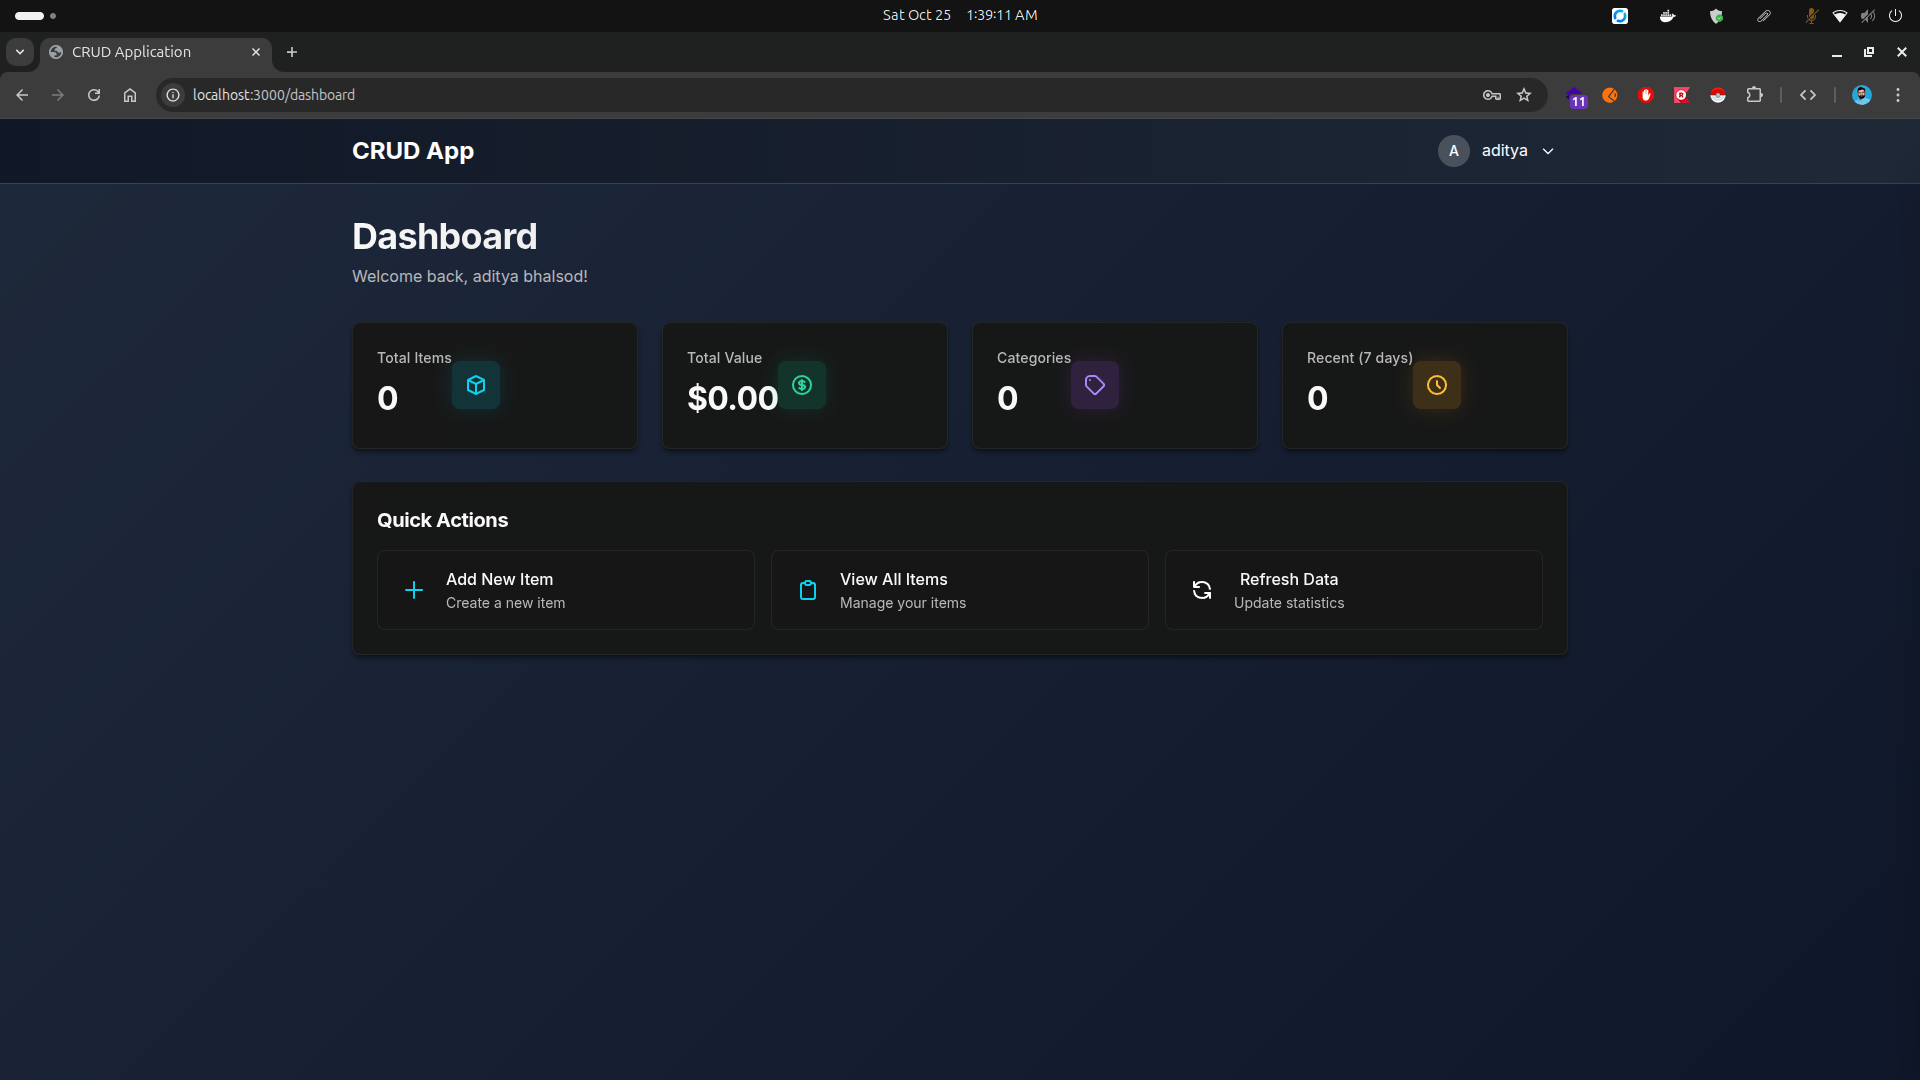 Sat Oct 25 1:39:11 AM
CRUD Application
localhost:3000/dashboard
11
CRUD App
A aditya
Dashboard
Welcome back, aditya bhalsod!
Total Items
0
Total Value
$0.00
$
Categories
0
Recent (7 days)
0
Quick Actions
Add New Item
Create a new item
View All Items
Manage your items
Refresh Data
Update statistics